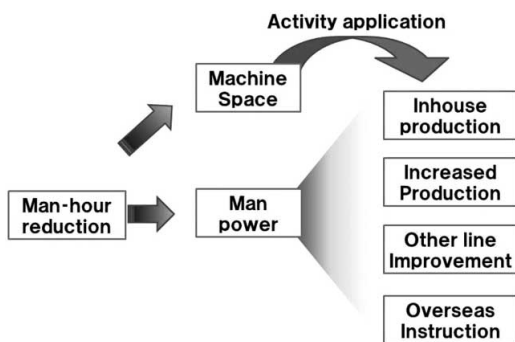 Activity application
Machine
Space
Inhouse
production
Increased
Production
Man-hour
reduction
Man
power
Other line
Improvement
Overseas
Instruction